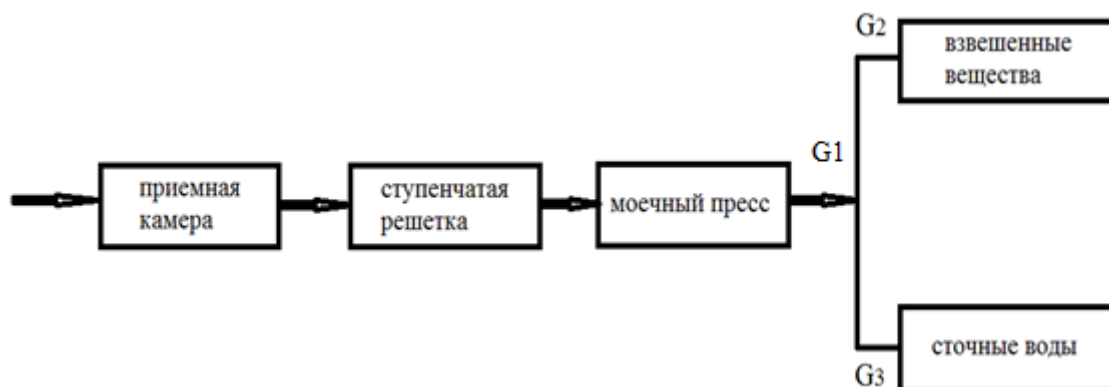 G2
взвешенные
вещества
G1
приемная
камера
ступенчатая
решетка
моечный пресс
сточные воды
G3